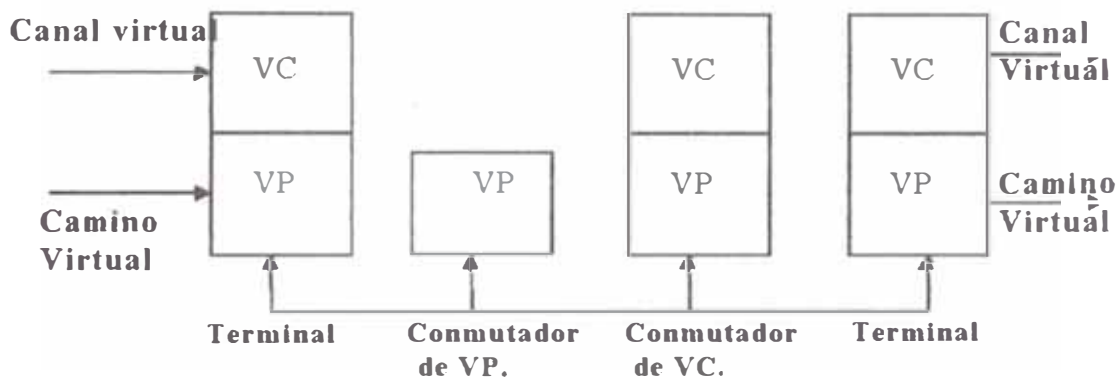 Canal virtual
VC
VC
VC
Canal
Virtual
VP
VP
VP
VP
Camino
Virtual
Camino
Virtual
Terminal
Conmutador
de VP.
Conmutador
de VC.
Terminal